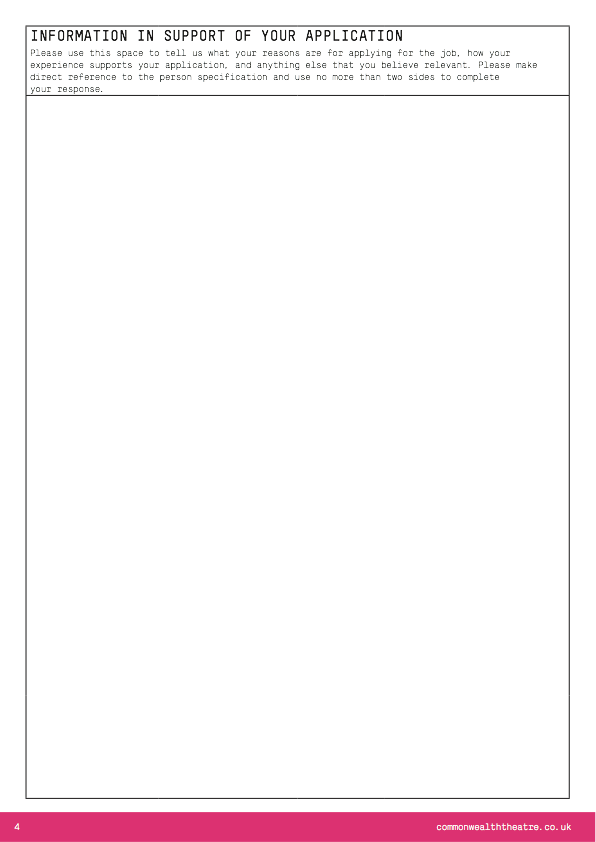 INFORMATION IN SUPPORT OF YOUR APPLICATION
Please use this space to tell us what your reasons are for applying for the job, how your
experience supports your application, and anything else that you believe relevant. Please make
direct reference to the person specification and use no more than two sides to complete
your response.
4
commonwealththeatre.co.uk